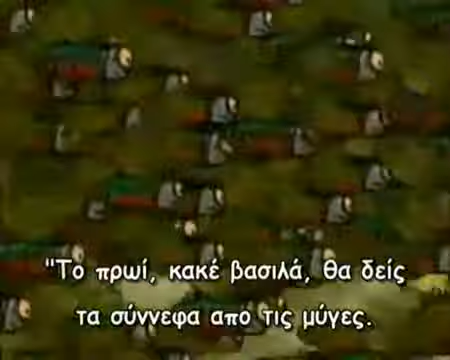 "Το πρωί, κακέ βασιλά, θα δείς
τα σύννεφα απο τις μύγες.